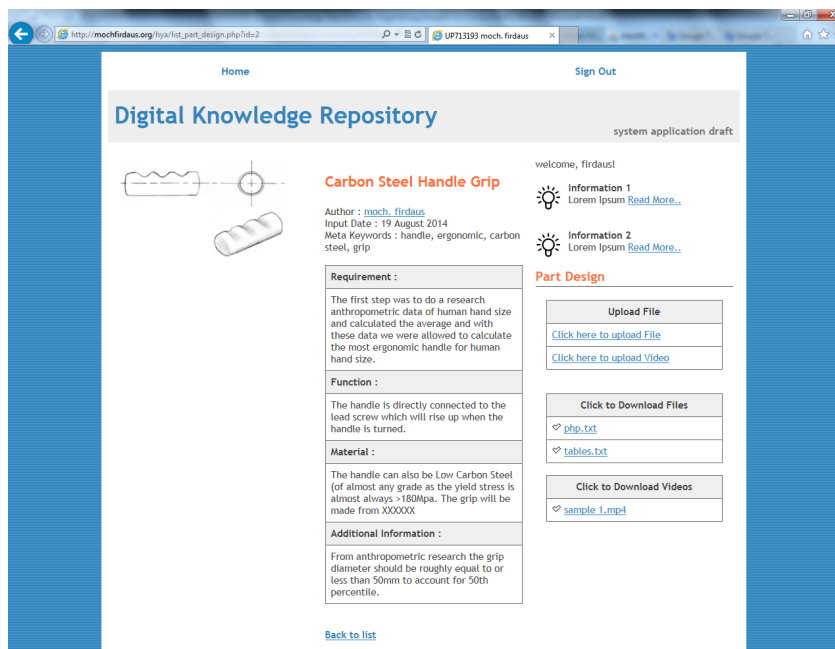 http://mochfirdaus.org/hya/list_part_design.php?id=2
UP713193 moch. firdaus
Home
Sign Out
Digital Knowledge Repository
system application draft
Carbon Steel Handle Grip
Author : moch. firdaus
Input Date : 19 August 2014
Meta Keywords : handle, ergonomic, carbon
steel, grip
Requirement :
The first step was to do a research
anthropometric data of human hand size
and calculated the average and with
these data we were allowed to calculate
the most ergonomic handle for human
hand size.
Function :
The handle is directly connected to the
lead screw which will rise up when the
handle is turned.
Material :
The handle can also be Low Carbon Steel
(of almost any grade as the yield stress is
almost always >180Mpa. The grip will be
made from XXXXXX
Additional Information :
From anthropometric research the grip
diameter should be roughly equal to or
less than 50mm to account for 50th
percentile.
Back to list
welcome, firdaus!
Information 1
Lorem Ipsum Read More..
Information 2
Lorem Ipsum Read More..
Part Design
Upload File
Click here to upload File
Click here to upload Video
Click to Download Files
php.txt
tables.txt
Click to Download Videos
sample 1.mp4